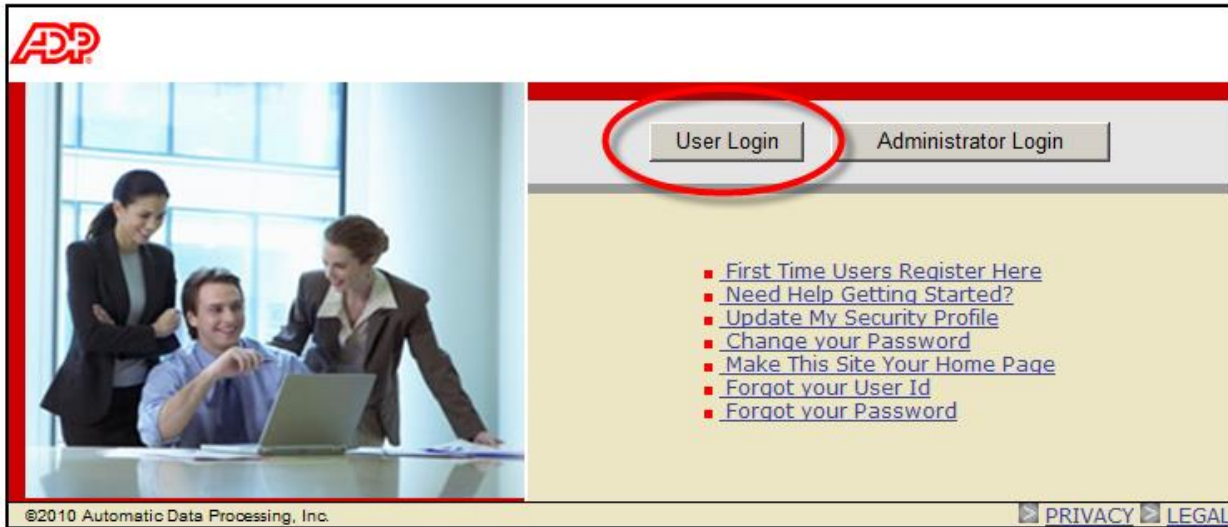 ADP
User Login
Administrator Login
First Time Users Register Here
Need Help Getting Started?
Update My Security Profile
Change your Password
Make This Site Your Home Page
Forgot your User Id
Forgot your Password
©2010 Automatic Data Processing, Inc.
PRIVACY LEGAL